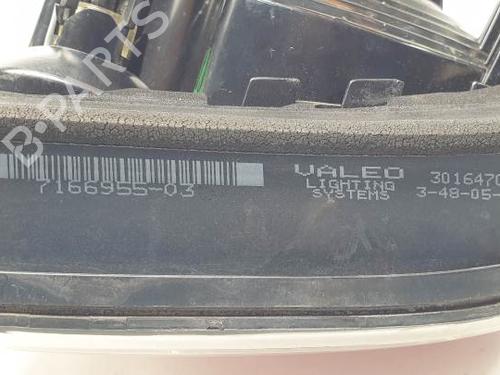 B-PARTS
7166955-03
VALEO
LIGHTING
SYSTEMS
3016470
3-48-05-